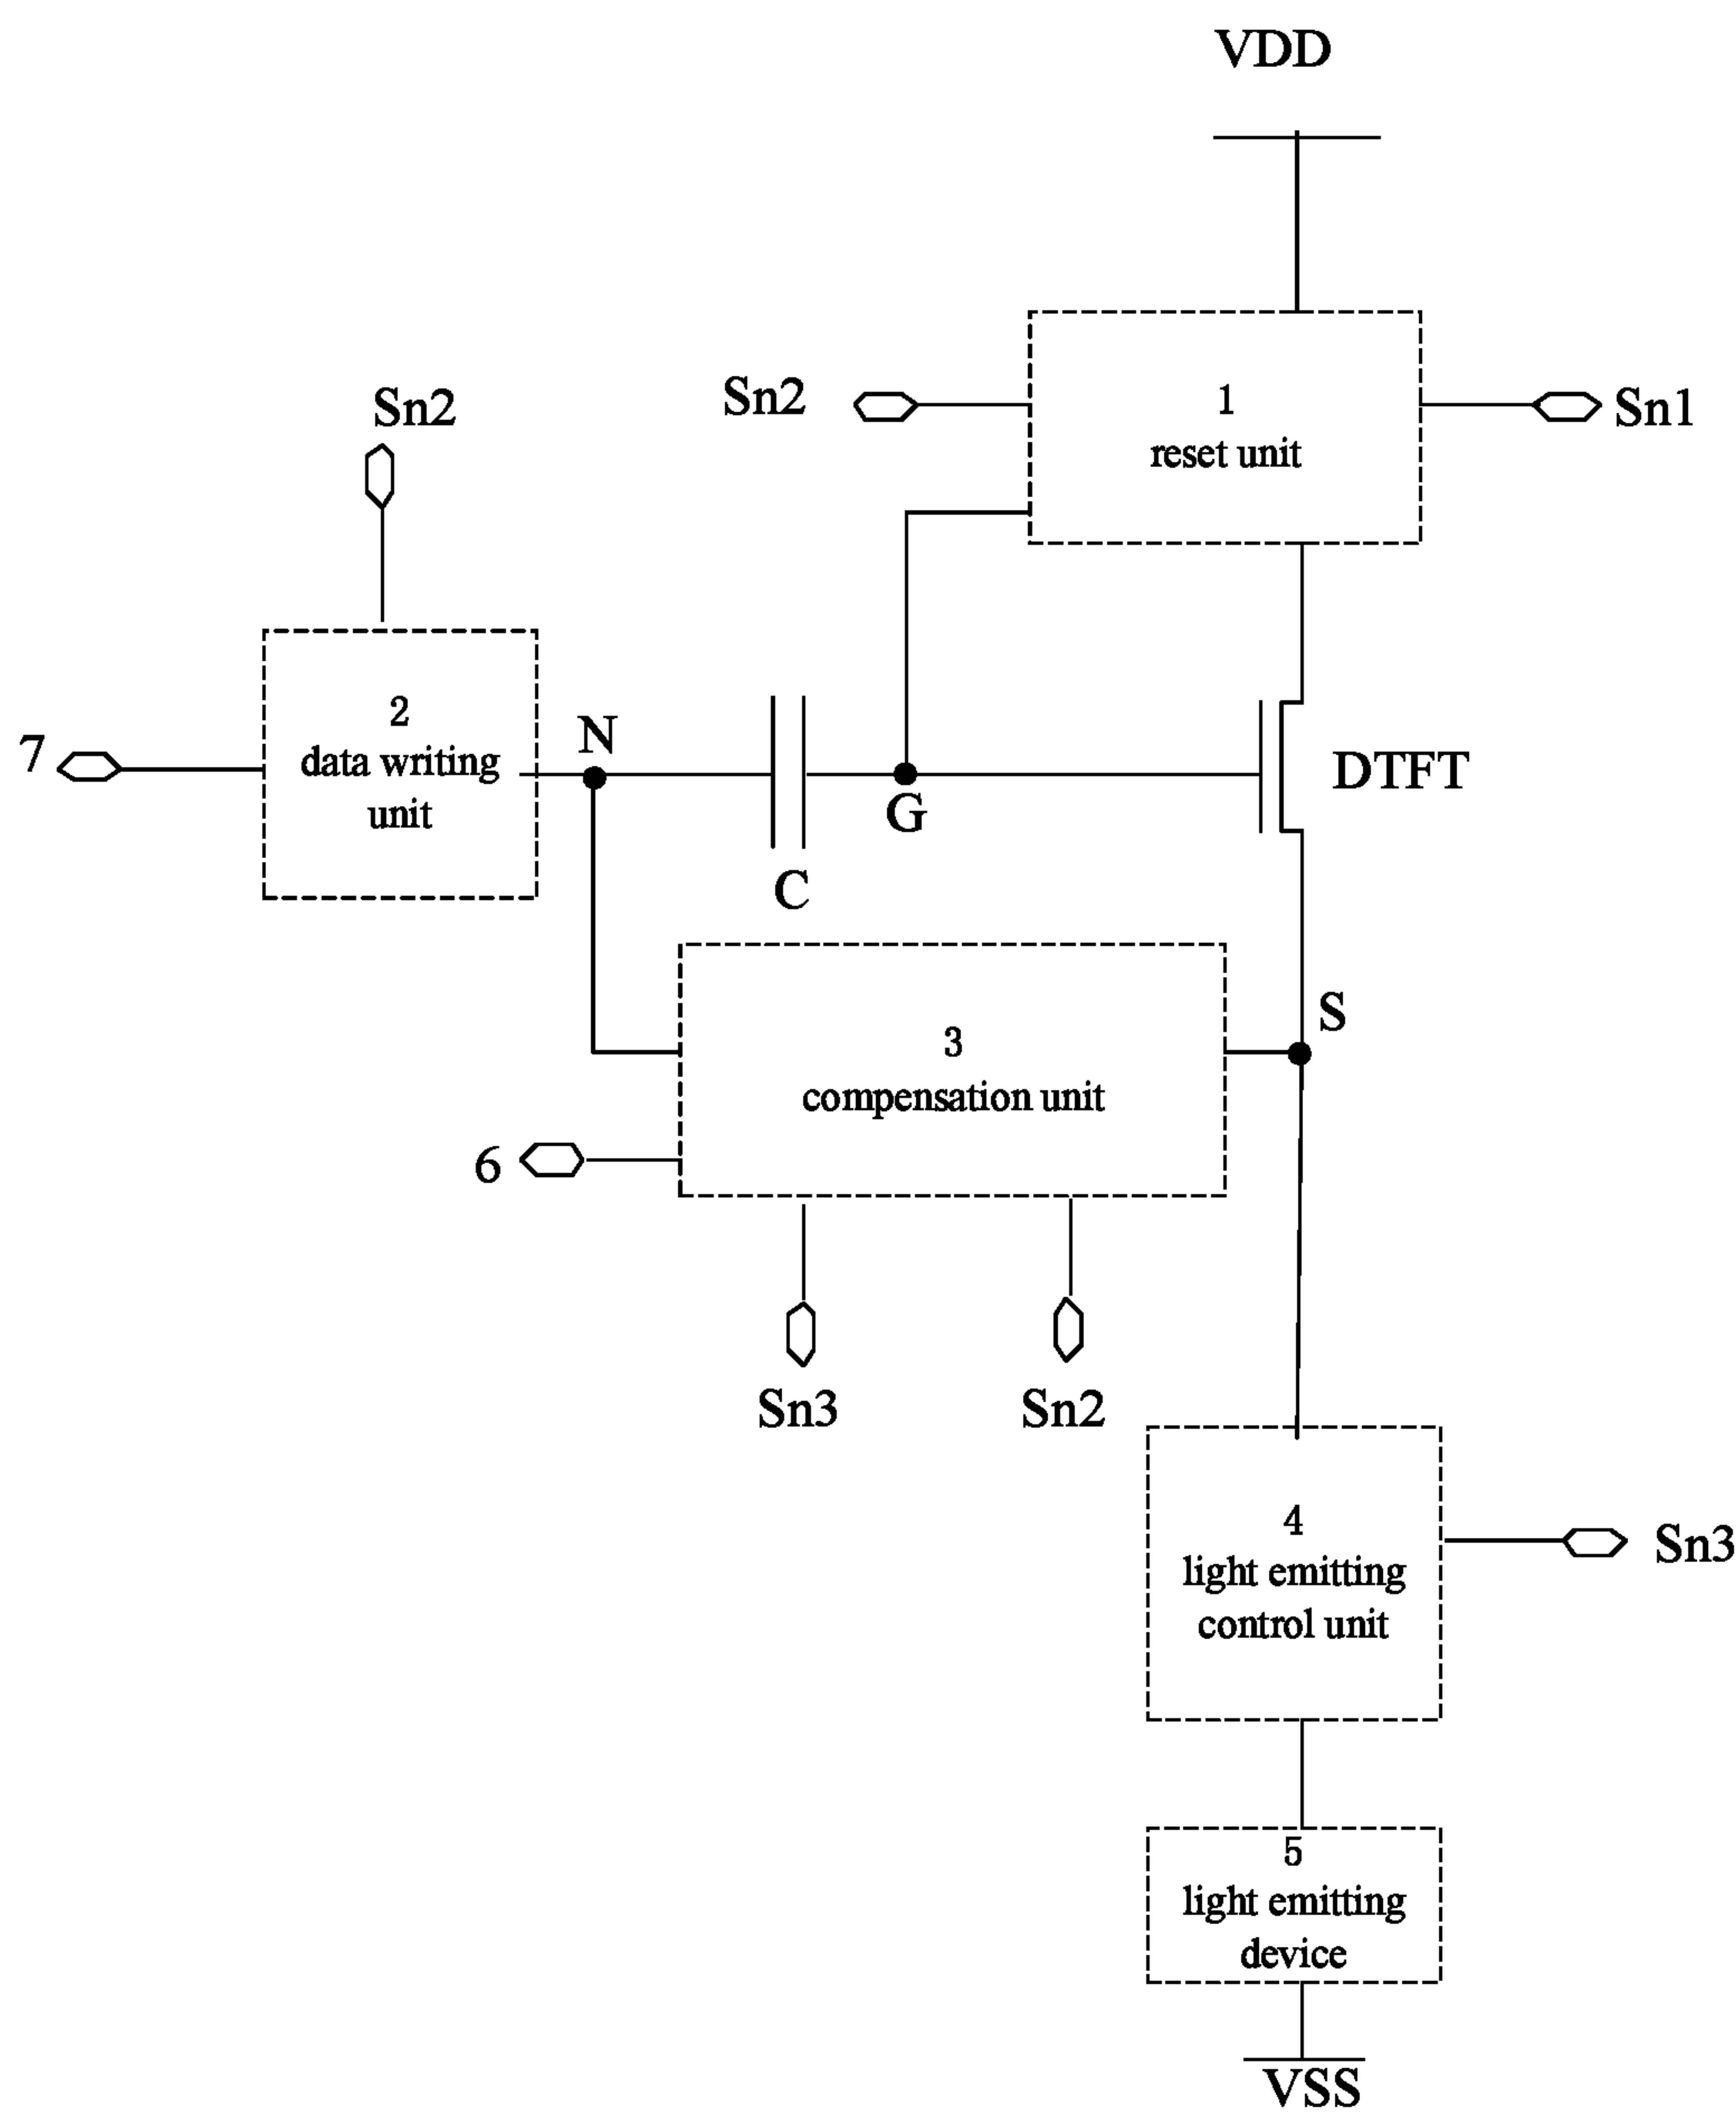 VDD
Sn2
Sn2
1
reset unit
Sn1
7
2
data writing
unit
N
G
DTFT
C
S
3
compensation unit
6
Sn3
Sn2
4
light emitting
control unit
Sn3
5
light emitting
device
VSS